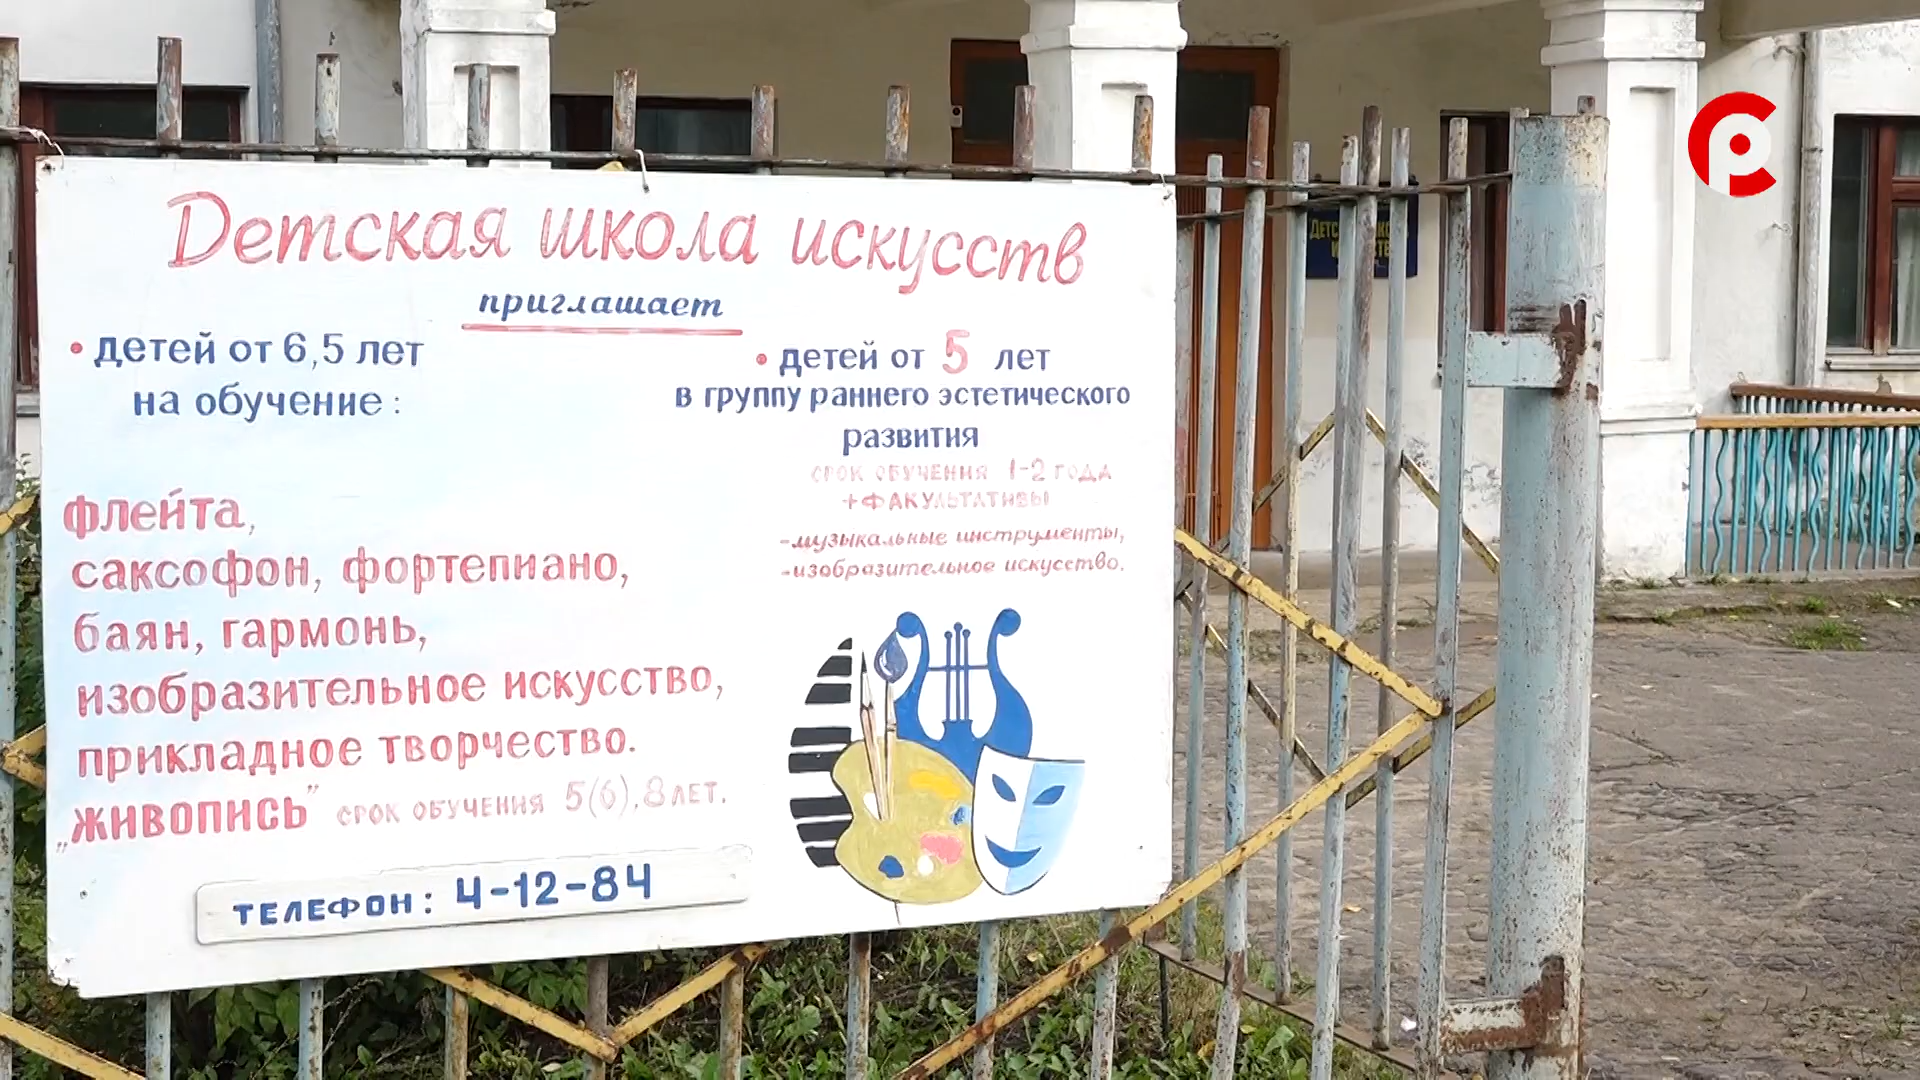 Детская школа искусств
приглашает
• детей от 6,5 лет
на обучение:
флейта,
саксофон, фортепиано,
баян, гармонь,
изобразительное искусство,
прикладное творчество.
„живопись” срок обучения 5(6), 8 лет.
ТЕЛЕФОН: 4-12-84
• детей от 5 лет
в группу раннего эстетического
развития
срок обучения 1-2 года
+ФАКУЛЬТАТИВЫ
-музыкальные инструменты,
-изобразительное искусство.